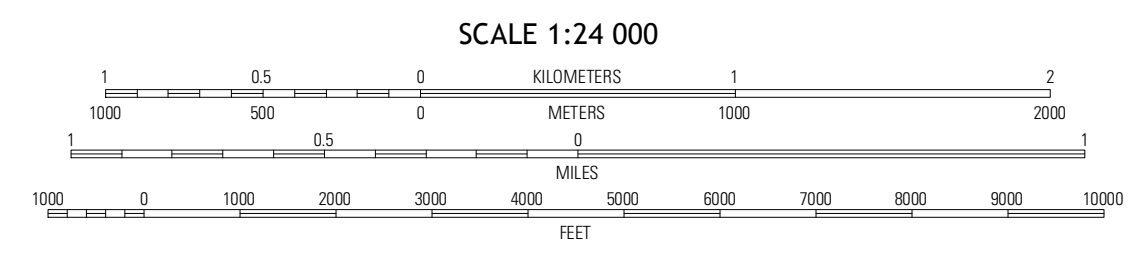 SCALE 1:24 000
1 0.5 0 KILOMETERS 1 2
1000 500 0 METERS 1000 2000
1 0.5 0 1
MILES
1000 0 1000 2000 3000 4000 5000 6000 7000 8000 9000 10000
FEET